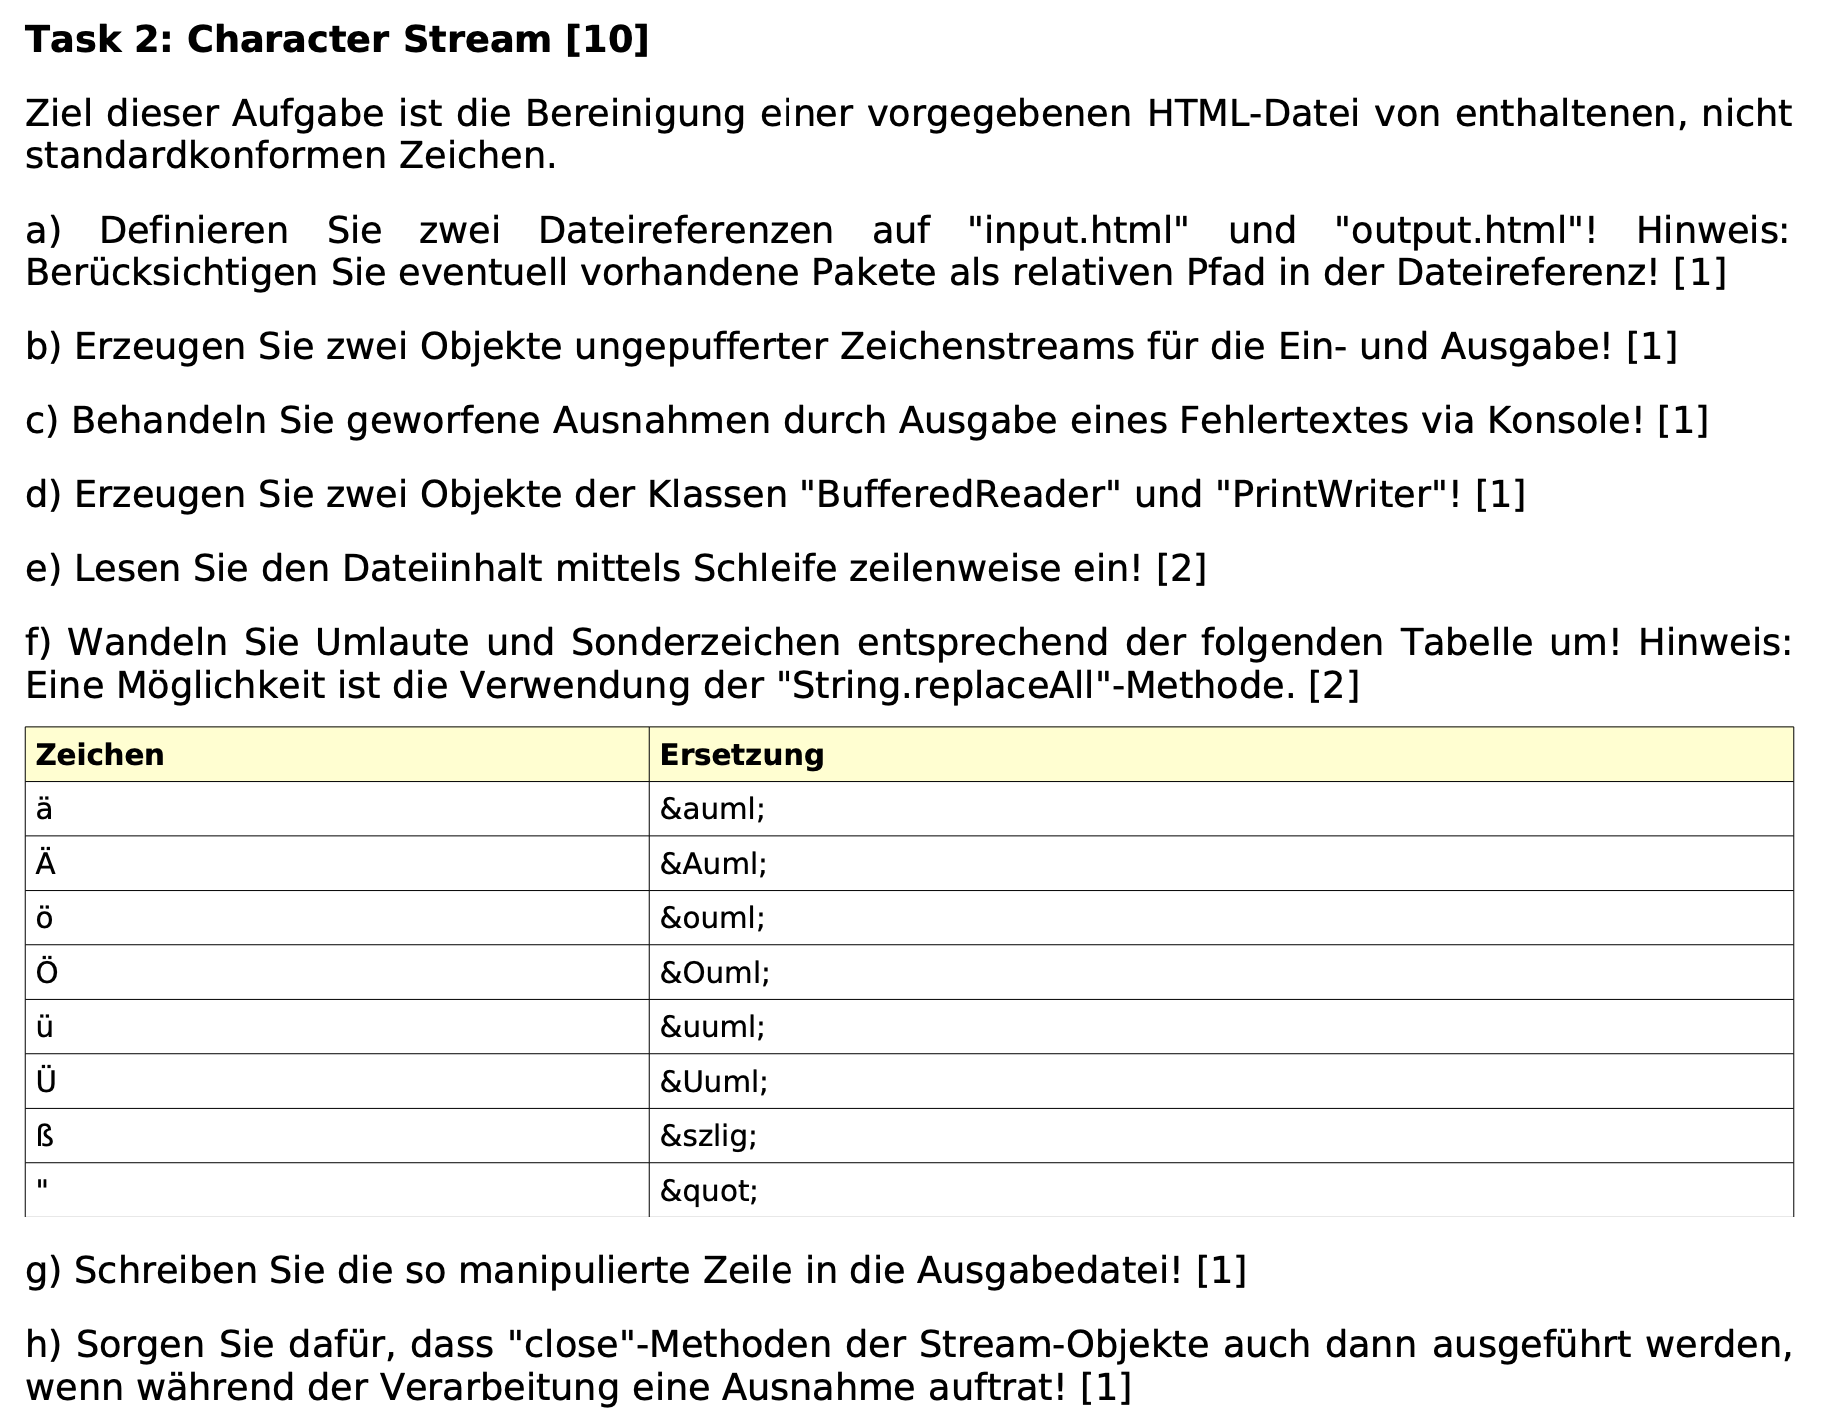 Task 2: Character Stream [10]
Ziel dieser Aufgabe ist die Bereinigung einer vorgegebenen HTML-Datei von enthaltenen, nicht
standardkonformen Zeichen.
a) Definieren Sie zwei Dateireferenzen auf "input.html" und "output.html"! Hinweis:
Berücksichtigen Sie eventuell vorhandene Pakete als relativen Pfad in der Dateireferenz! [1]
b) Erzeugen Sie zwei Objekte ungepufferter Zeichenstreams für die Ein- und Ausgabe! [1]
c) Behandeln Sie geworfene Ausnahmen durch Ausgabe eines Fehlertextes via Konsole! [1]
d) Erzeugen Sie zwei Objekte der Klassen "BufferedReader" und "PrintWriter"! [1]
e) Lesen Sie den Dateiinhalt mittels Schleife zeilenweise ein! [2]
f) Wandeln Sie Umlaute und Sonderzeichen entsprechend der folgenden Tabelle um! Hinweis:
Eine Möglichkeit ist die Verwendung der "String.replaceAll"-Methode. [2]
Zeichen Ersetzung
ä &auml;
Ä &Auml;
ö &ouml;
Ö &Ouml;
ü &uuml;
Ü &Uuml;
ß &szlig;
" &quot;
g) Schreiben Sie die so manipulierte Zeile in die Ausgabedatei! [1]
h) Sorgen Sie dafür, dass "close"-Methoden der Stream-Objekte auch dann ausgeführt werden,
wenn während der Verarbeitung eine Ausnahme auftrat! [1]